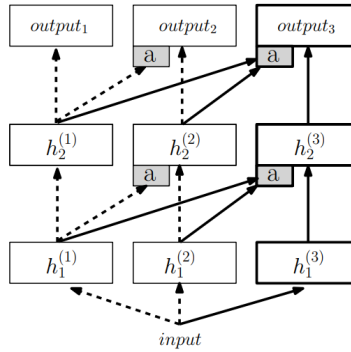 output₁ output₂ output₃
a a
h₂⁽¹⁾ h₂⁽²⁾ h₂⁽³⁾
a a
h₁⁽¹⁾ h₁⁽²⁾ h₁⁽³⁾
input